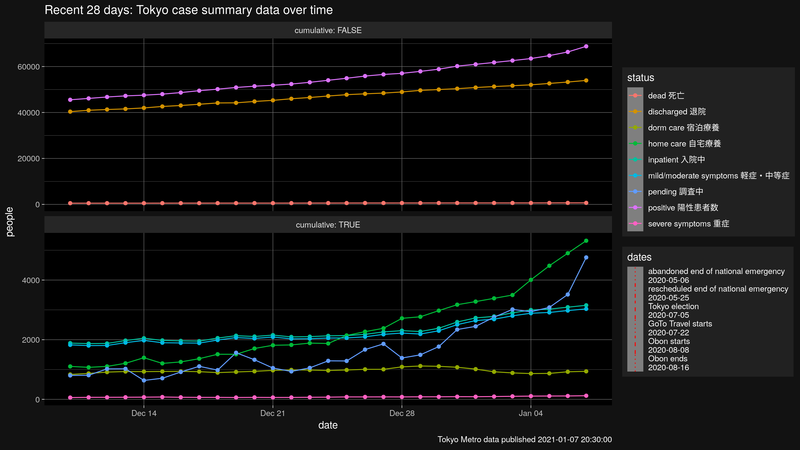 Recent 28 days: Tokyo case summary data over time
cumulative: FALSE
60000
40000
20000
0
cumulative: TRUE
4000
2000
0
people
Dec 14
Dec 21
Dec 28
Jan 04
date
status
dead 死亡
discharged 退院
dorm care 宿泊療養
home care 自宅療養
inpatient 入院中
mild/moderate symptoms 軽症・中等症
pending 調査中
positive 陽性患者数
severe symptoms 重症
dates
abandoned end of national emergency
2020-05-06
rescheduled end of national emergency
2020-05-25
Tokyo election
2020-07-05
GoTo Travel starts
2020-07-22
Obon starts
2020-08-08
Obon ends
2020-08-16
Tokyo Metro data published 2021-01-07 20:30:00